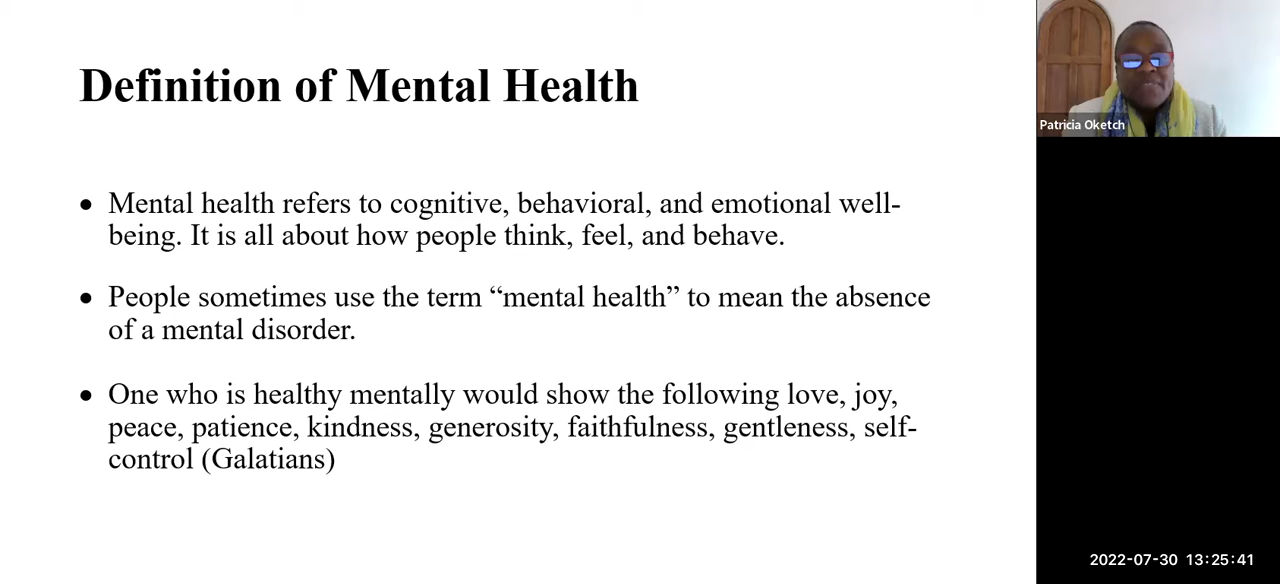 Definition of Mental Health
• Mental health refers to cognitive, behavioral, and emotional well-
being. It is all about how people think, feel, and behave.
• People sometimes use the term “mental health” to mean the absence
of a mental disorder.
• One who is healthy mentally would show the following love, joy,
peace, patience, kindness, generosity, faithfulness, gentleness, self-
control (Galatians)
Patricia Oketch
2022-07-30 13:25:41